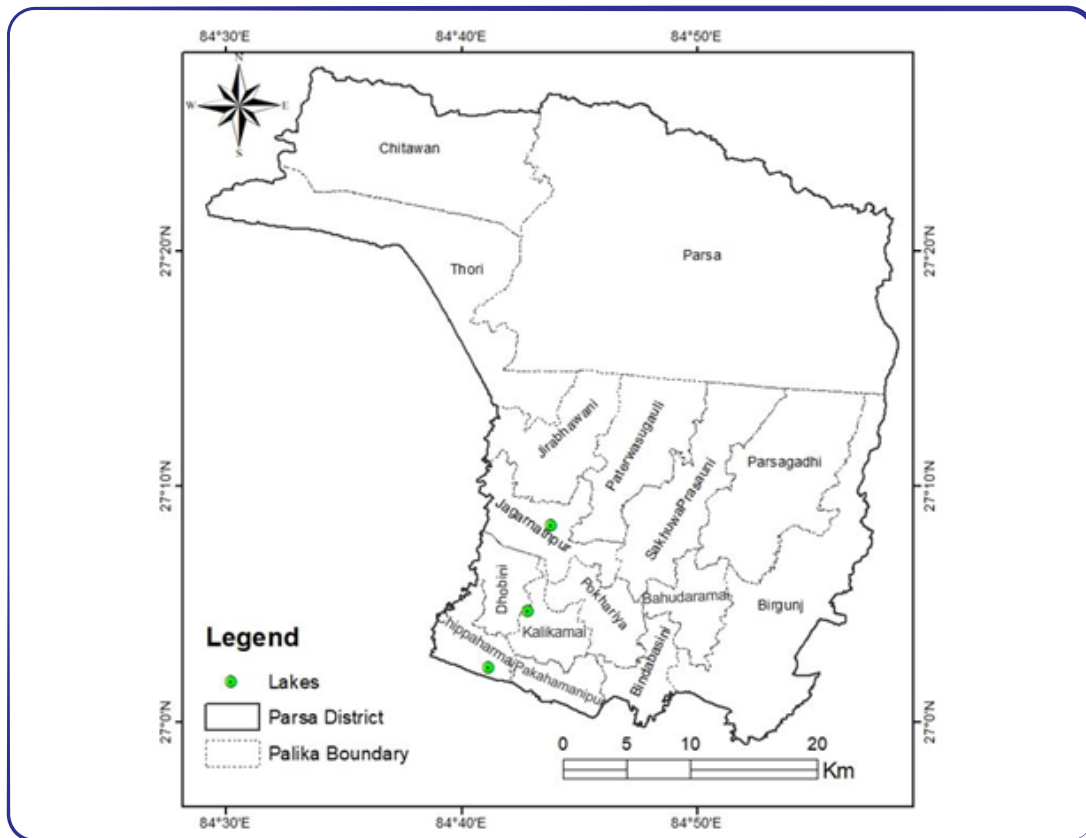 84°30'E 84°40'E 84°50'E
N
W E
S
Chitawan
27°20'N 27°20'N
Thori
Parsa
Jirabhawani
Paterwasugauli
SakhuwaPrasauni
Parsagadhi
27°10'N 27°10'N
Jagarnathpur
Dhobini
Pokhariya
Bahudaramai
Birgunj
Kalikamai
Chippaharmai
Pakahamanipur
Bindabasini
Legend
Lakes
Parsa District
Palika Boundary
27°0'N 27°0'N
0 5 10 20
Km
84°30'E 84°40'E 84°50'E